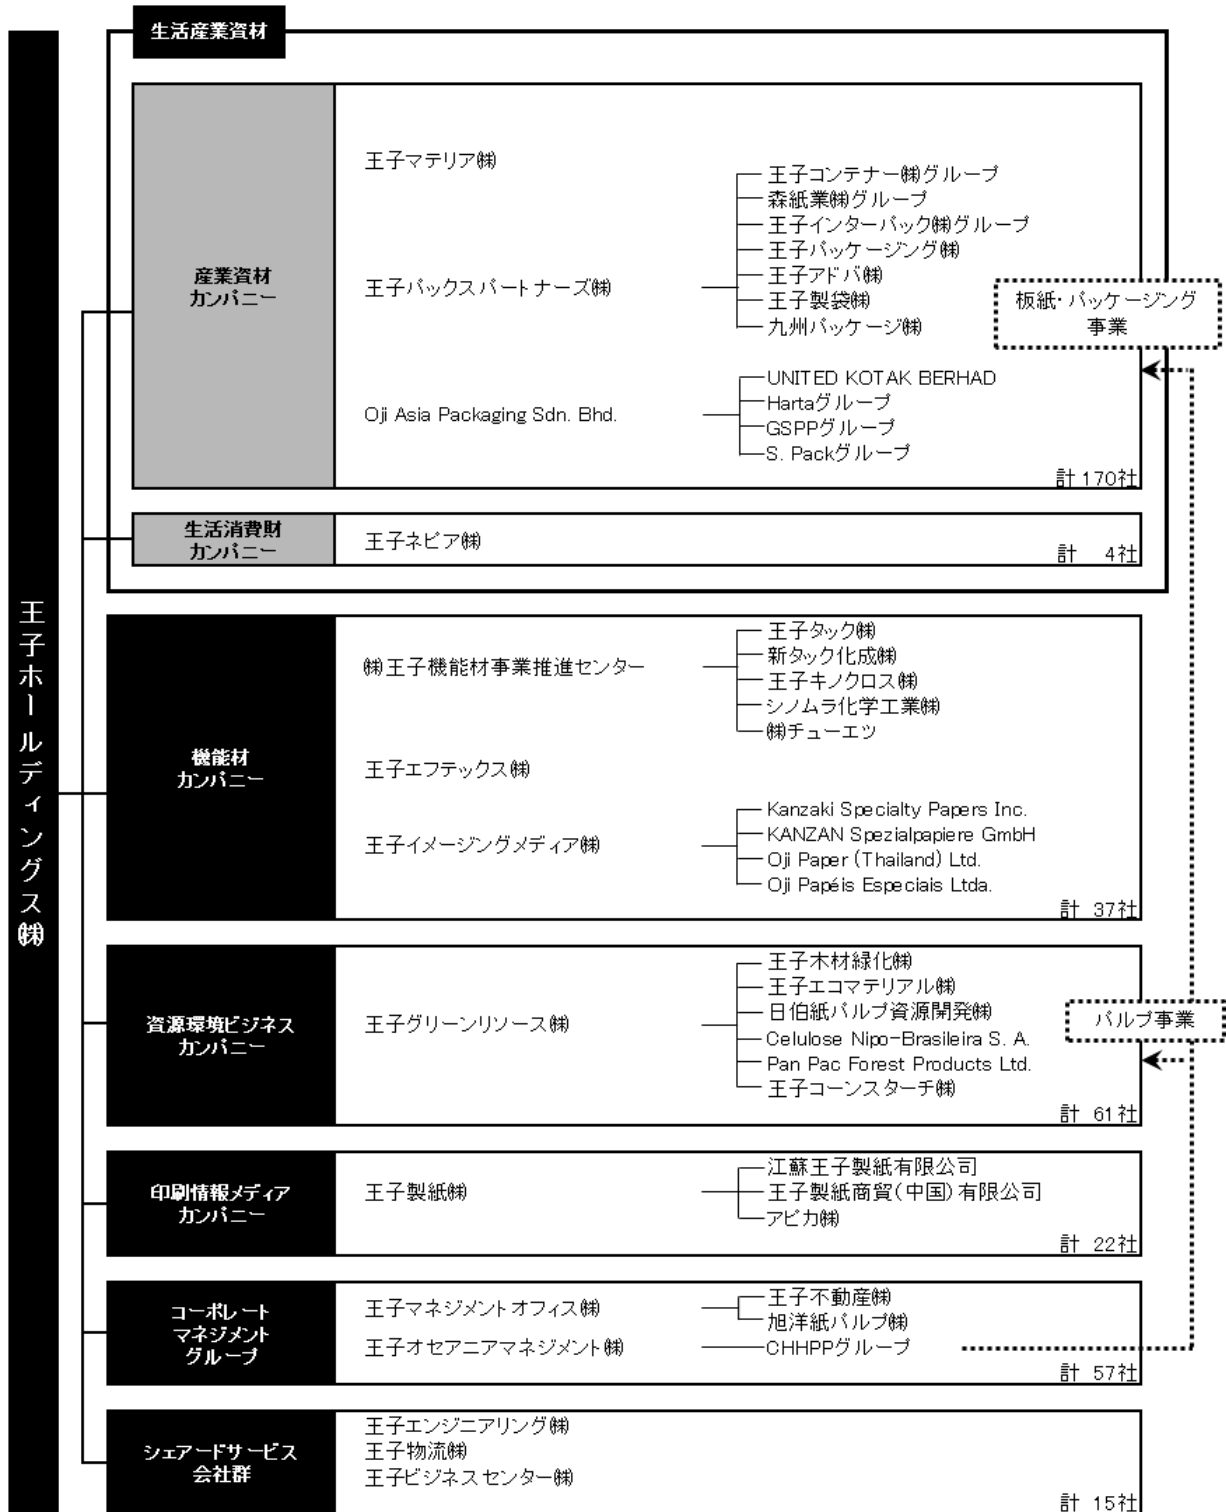 王子ホールディングス㈱
生活産業資材
産業資材
カンパニー
王子マテリア㈱
王子パックスパートナーズ㈱
王子コンテナー㈱グループ
森紙業㈱グループ
王子インターパック㈱グループ
王子パッケージング㈱
王子アドバ㈱
王子製袋㈱
九州パッケージ㈱
Oji Asia Packaging Sdn. Bhd.
UNITED KOTAK BERHAD
Hartaグループ
GSPPグループ
S. Packグループ
計 170社
板紙・パッケージング
事業
生活消費財
カンパニー
王子ネピア㈱
計 4社
機能材
カンパニー
㈱王子機能材事業推進センター
王子タック㈱
新タック化成㈱
王子キノクロス㈱
シノムラ化学工業㈱
㈱チューエツ
王子エフテックス㈱
王子イメージングメディア㈱
Kanzaki Specialty Papers Inc.
KANZAN Spezialpapiere GmbH
Oji Paper (Thailand) Ltd.
Oji Papéis Especiais Ltda.
計 37社
資源環境ビジネス
カンパニー
王子グリーンリソース㈱
王子木材緑化㈱
王子エコマテリアル㈱
日伯紙パルプ資源開発㈱
Celulose Nipo-Brasileira S. A.
Pan Pac Forest Products Ltd.
王子コーンスターチ㈱
計 61社
パルプ事業
印刷情報メディア
カンパニー
王子製紙㈱
江蘇王子製紙有限公司
王子製紙商貿(中国)有限公司
アピカ㈱
計 22社
コーポレート
マネジメント
グループ
王子マネジメントオフィス㈱
王子不動産㈱
旭洋紙パルプ㈱
王子オセアニアマネジメント㈱
CHHPPグループ
計 57社
シェアードサービス
会社群
王子エンジニアリング㈱
王子物流㈱
王子ビジネスセンター㈱
計 15社